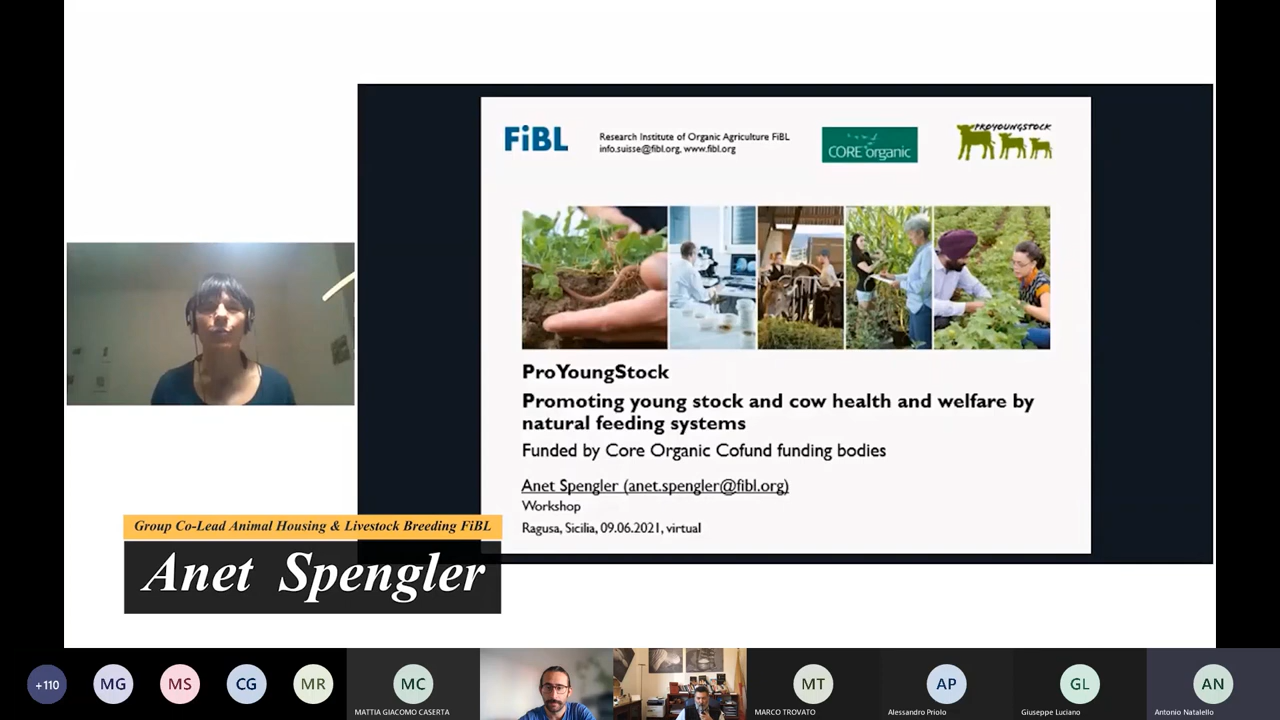 FiBL
Research Institute of Organic Agriculture FiBL
info.suisse@fibl.org, www.fibl.org
CORE organic
PROYOUNGSTOCK
ProYoungStock
Promoting young stock and cow health and welfare by
natural feeding systems
Funded by Core Organic Cofund funding bodies
Anet Spengler (anet.spengler@fibl.org)
Workshop
Ragusa, Sicilia, 09.06.2021, virtual
Group Co-Lead Animal Housing & Livestock Breeding FiBL
Anet Spengler
+110
MG
MS
CG
MR
MC
MATTIA GIACOMO CASERTA
MT
MARCO TROVATO
AP
Alessandro Priolo
GL
Giuseppe Luciano
AN
Antonio Natalello